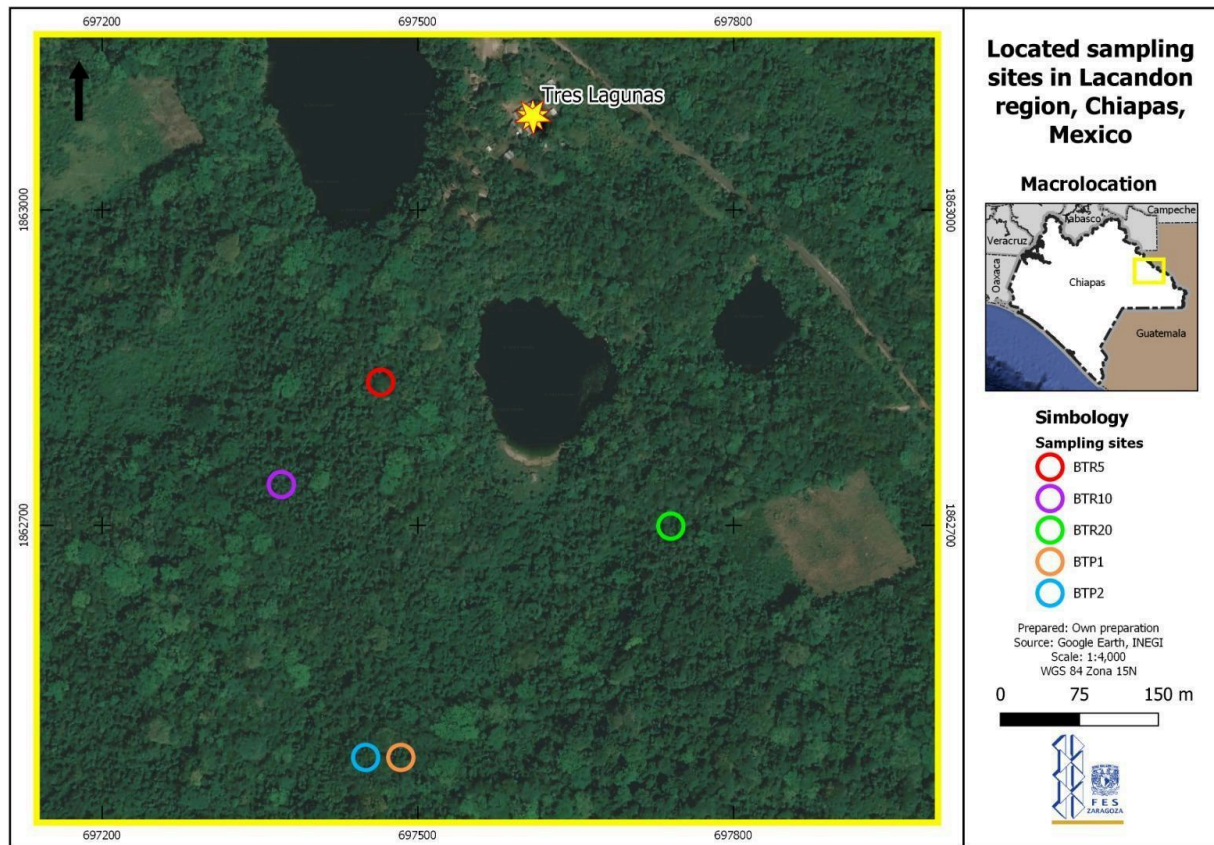 697200
697500
697800
Tres Lagunas
1863000
1863000
1862700
1862700
697200
697500
697800
Located sampling
sites in Lacandon
region, Chiapas,
Mexico
Macrolocation
Tabasco
Campeche
Veracruz
Oaxaca
Chiapas
Guatemala
Simbology
Sampling sites
BTR5
BTR10
BTR20
BTP1
BTP2
Prepared: Own preparation
Source: Google Earth, INEGI
Scale: 1:4,000
WGS 84 Zona 15N
0 75 150 m
FES
ZARAGOZA